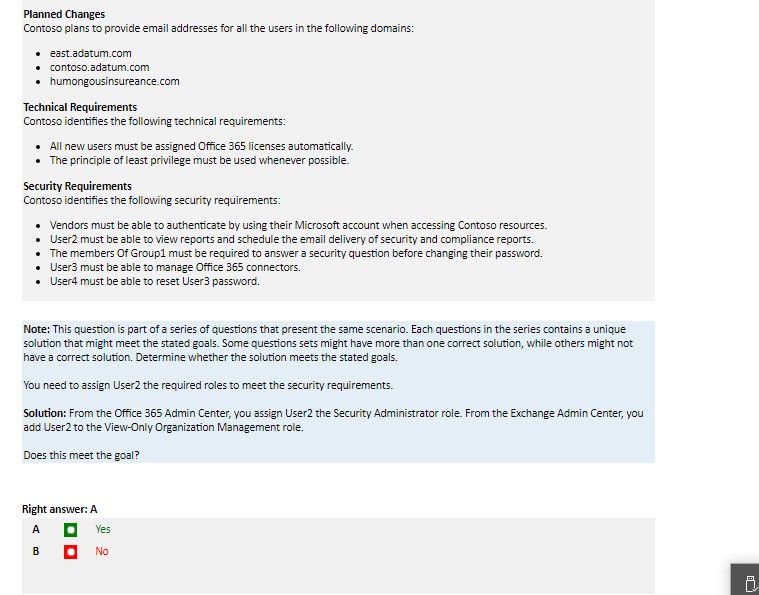 Planned Changes
Contoso plans to provide email addresses for all the users in the following domains:
• east.adatum.com
• contoso.adatum.com
• humongousinsureance.com
Technical Requirements
Contoso identifies the following technical requirements:
• All new users must be assigned Office 365 licenses automatically.
• The principle of least privilege must be used whenever possible.
Security Requirements
Contoso identifies the following security requirements:
• Vendors must be able to authenticate by using their Microsoft account when accessing Contoso resources.
• User2 must be able to view reports and schedule the email delivery of security and compliance reports.
• The members Of Group1 must be required to answer a security question before changing their password.
• User3 must be able to manage Office 365 connectors.
• User4 must be able to reset User3 password.
Note: This question is part of a series of questions that present the same scenario. Each questions in the series contains a unique
solution that might meet the stated goals. Some questions sets might have more than one correct solution, while others might not
have a correct solution. Determine whether the solution meets the stated goals.
You need to assign User2 the required roles to meet the security requirements.
Solution: From the Office 365 Admin Center, you assign User2 the Security Administrator role. From the Exchange Admin Center, you
add User2 to the View-Only Organization Management role.
Does this meet the goal?
Right answer: A
A Yes
B No